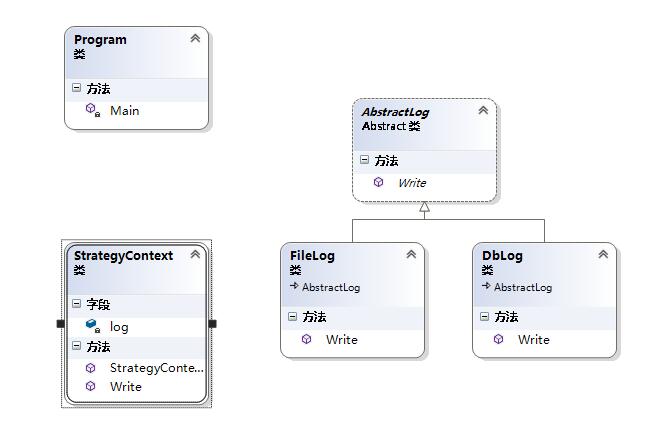 Program
类
方法
Main
AbstractLog
Abstract 类
方法
Write
StrategyContext
类
字段
log
方法
StrategyConte...
Write
FileLog
类
AbstractLog
方法
Write
DbLog
类
AbstractLog
方法
Write